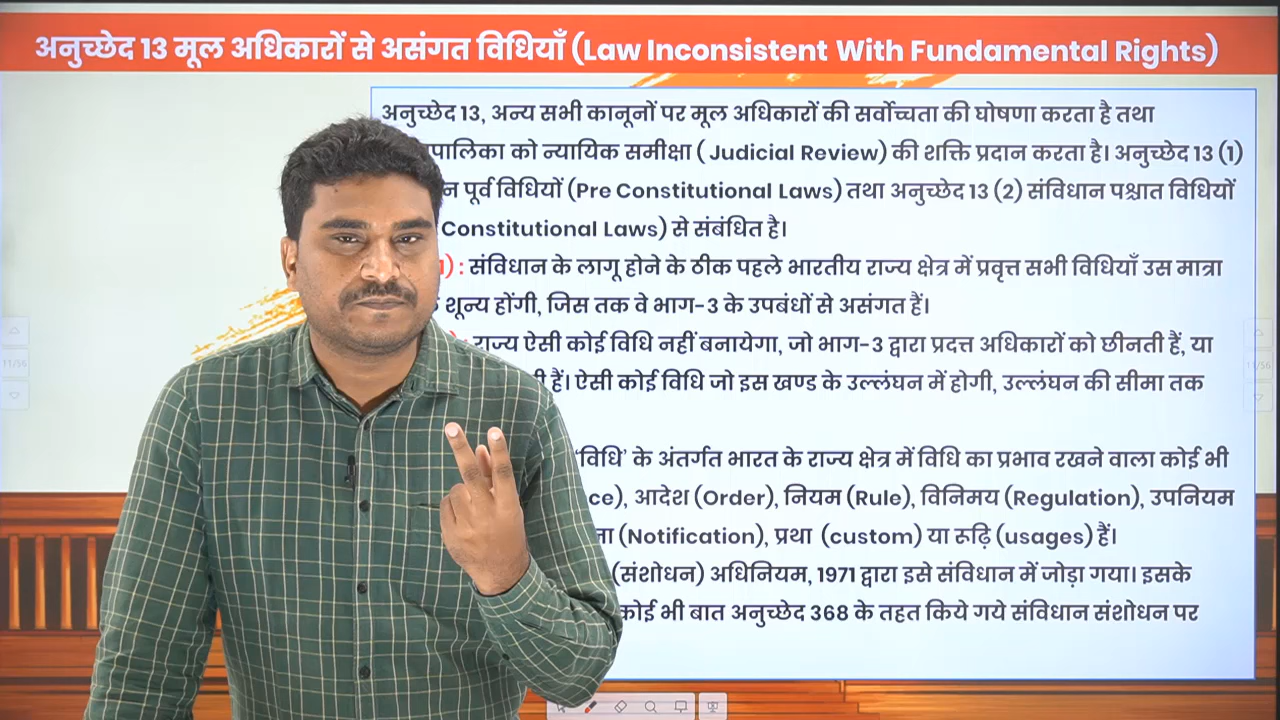 अनुच्छेद 13 मूल अधिकारों से असंगत विधियाँ (Law Inconsistent With Fundamental Rights)
अनुच्छेद 13, अन्य सभी कानूनों पर मूल अधिकारों की सर्वोच्चता की घोषणा करता है तथा
पालिका को न्यायिक समीक्षा ( Judicial Review) की शक्ति प्रदान करता है। अनुच्छेद 13 (1)
न पूर्व विधियों (Pre Constitutional Laws) तथा अनुच्छेद 13 (2) संविधान पश्चात विधियों
Constitutional Laws) से संबंधित है।
) : संविधान के लागू होने के ठीक पहले भारतीय राज्य क्षेत्र में प्रवृत्त सभी विधियाँ उस मात्रा
शून्य होंगी, जिस तक वे भाग-3 के उपबंधों से असंगत हैं।
राज्य ऐसी कोई विधि नहीं बनायेगा, जो भाग-3 द्वारा प्रदत्त अधिकारों को छीनती हैं, या
हैं। ऐसी कोई विधि जो इस खण्ड के उल्लंघन में होगी, उल्लंघन की सीमा तक
'विधि' के अंतर्गत भारत के राज्य क्षेत्र में विधि का प्रभाव रखने वाला कोई भी
ce), आदेश (Order), नियम (Rule), विनिमय (Regulation), उपनियम
ना (Notification), प्रथा (custom) या रूढ़ि (usages) हैं।
(संशोधन) अधिनियम, 1971 द्वारा इसे संविधान में जोड़ा गया। इसके
कोई भी बात अनुच्छेद 368 के तहत किये गये संविधान संशोधन पर
11/56
11/56